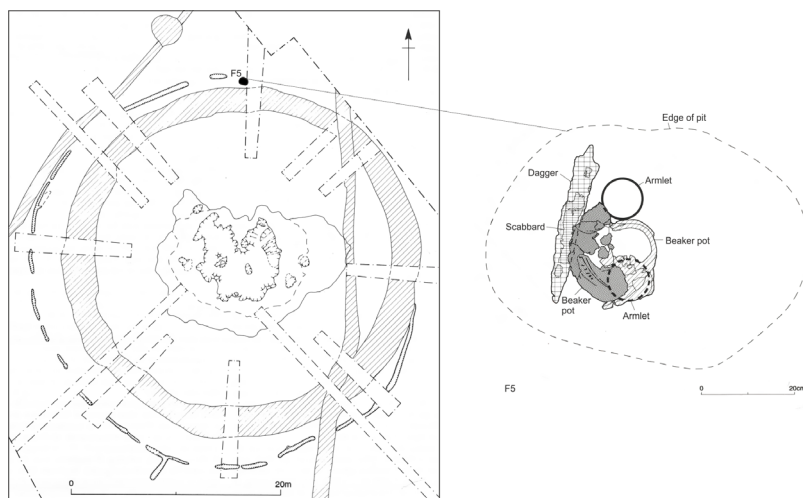 F5
Edge of pit
Dagger
Armlet
Scabbard
Beaker pot
Beaker
pot
Armlet
F5
0 20cm
0 20m